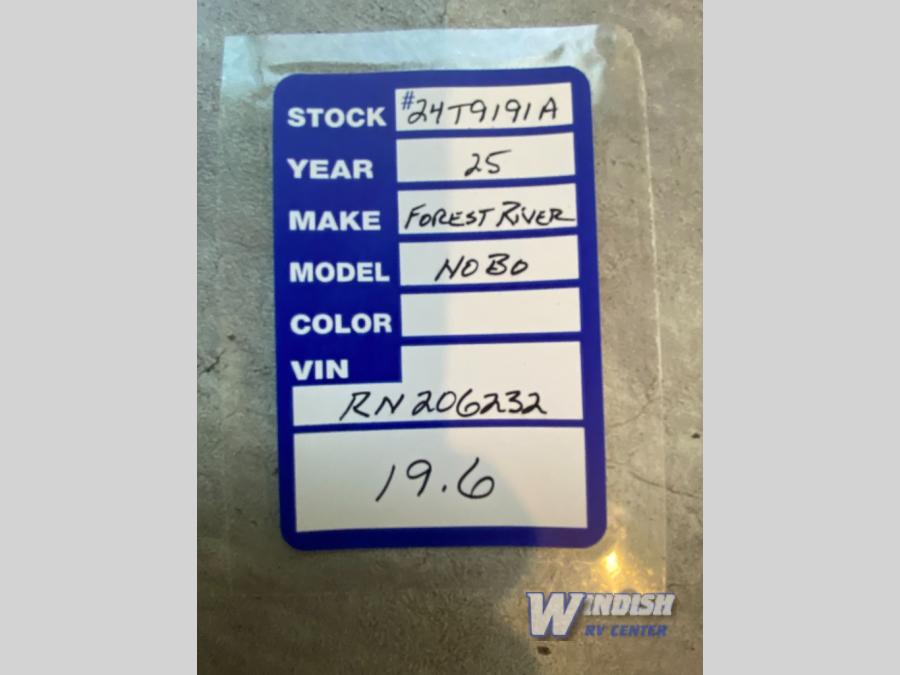 STOCK #24T9191A
YEAR 25
MAKE FOREST RIVER
MODEL NOBO
COLOR
VIN
RN206232
19.6
WINDISH
RV CENTER